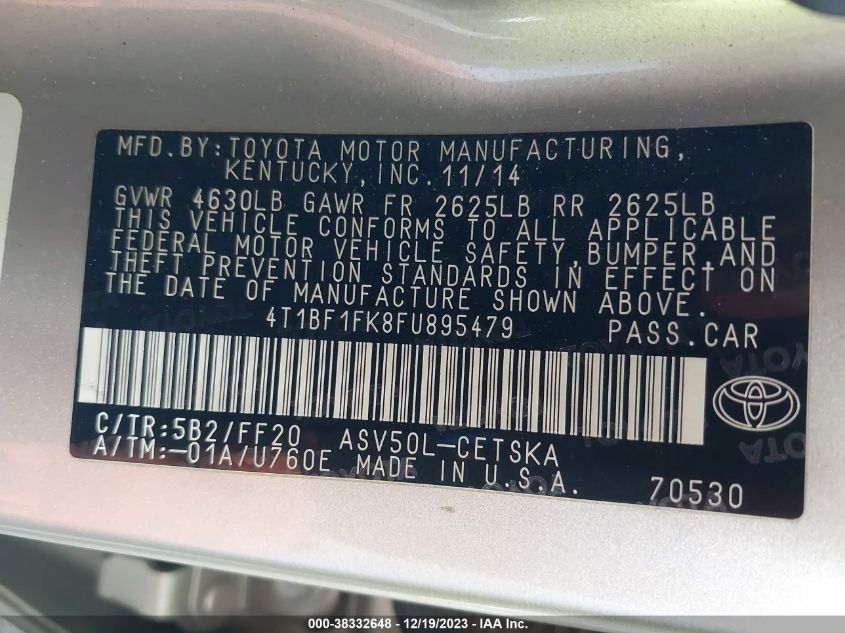 MFD.BY:TOYOTA MOTOR MANUFACTURING,
KENTUCKY,INC. 11/14
GVWR 4630LB GAWR FR 2625LB RR 2625LB
THIS VEHICLE CONFORMS TO ALL APPLICABLE
FEDERAL MOTOR VEHICLE SAFETY,BUMPER,AND
THEFT PREVENTION STANDARDS IN EFFECT ON
THE DATE OF MANUFACTURE SHOWN ABOVE.
4T1BF1FK8FU895479 PASS.CAR
C/TR:5B2/FF20 ASV50L-CETSKA
A/TM:-01A/U760E MADE IN U.S.A. 70530
000-38332648 - 12/19/2023 - IAAI.COM